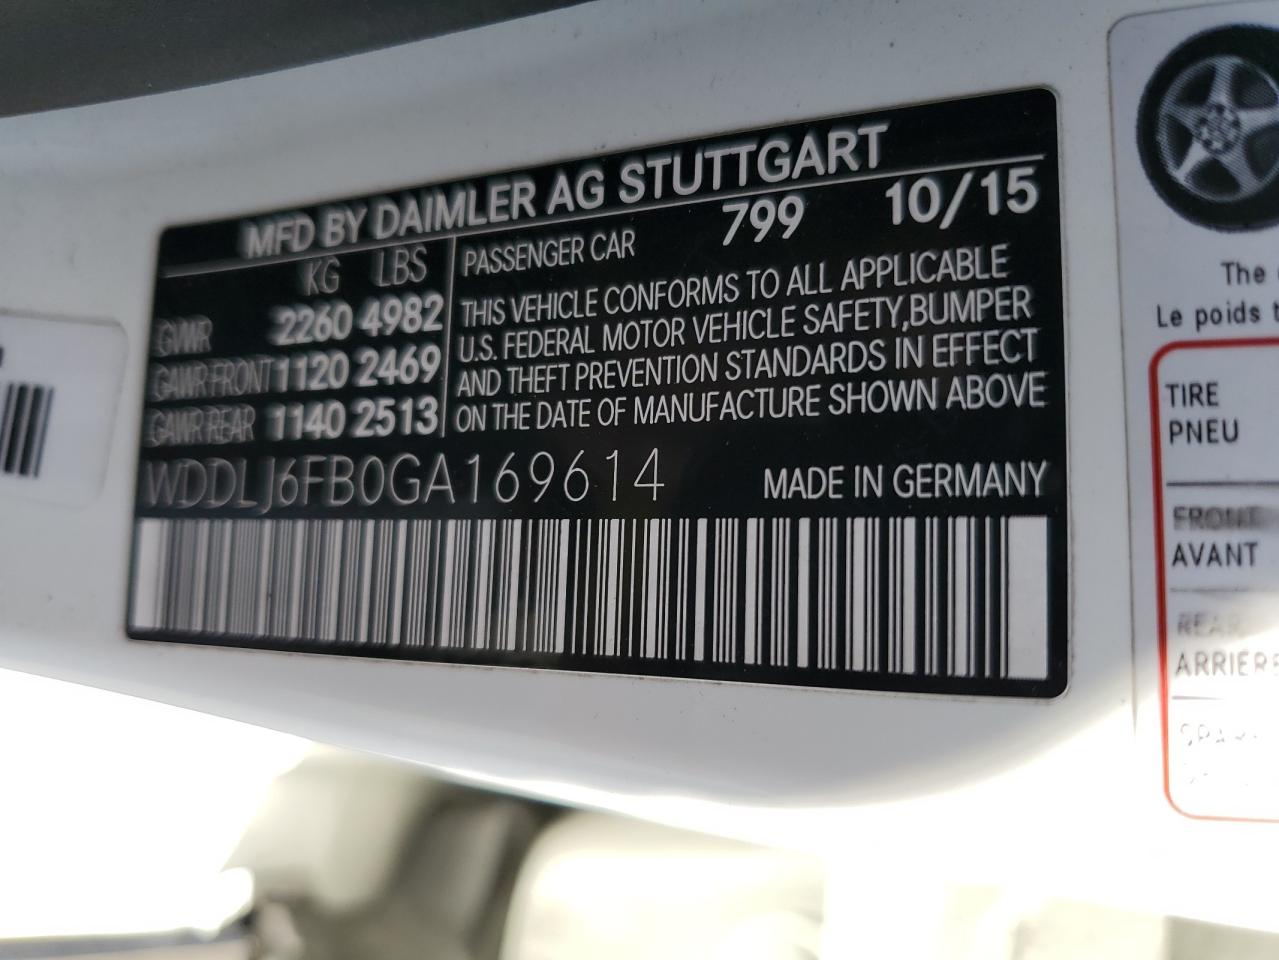 MFD BY DAIMLER AG STUTTGART
KG LBS
GVWR 2260 4982
GAWR FRONT 1120 2469
GAWR REAR 1140 2513
PASSENGER CAR 799 10/15
THIS VEHICLE CONFORMS TO ALL APPLICABLE
U.S. FEDERAL MOTOR VEHICLE SAFETY,BUMPER
AND THEFT PREVENTION STANDARDS IN EFFECT
ON THE DATE OF MANUFACTURE SHOWN ABOVE
WDDLJ6FB0GA169614 MADE IN GERMANY
The
Le poids
TIRE
PNEU
FRONT
AVANT
REAR
ARRIERE